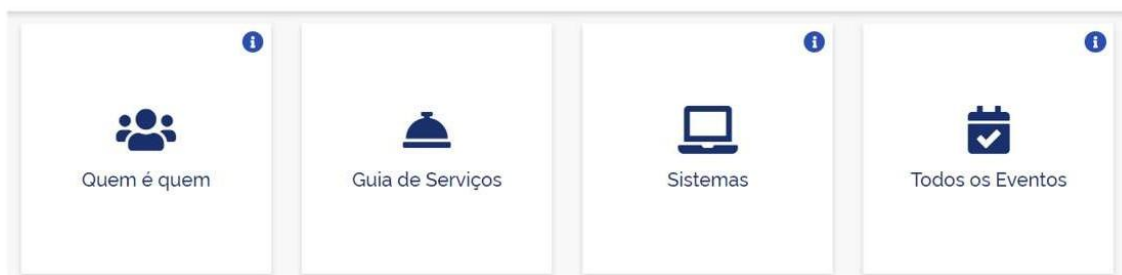 Quem é quem
Guia de Serviços
Sistemas
Todos os Eventos